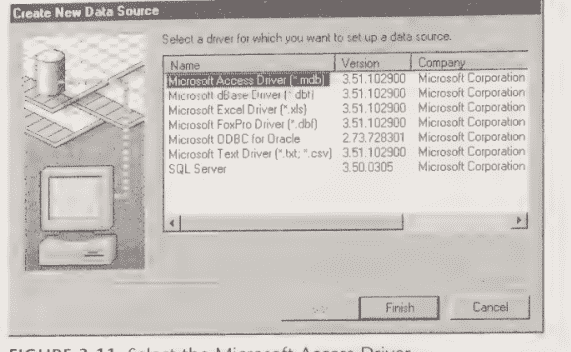 Create New Data Source
Select a driver for which you want to set up a data source.
Name Version Company
Microsoft Access Driver (*.mdb) 3.51.102900 Microsoft Corporation
Microsoft dBase Driver (*.dbf) 3.51.102900 Microsoft Corporation
Microsoft Excel Driver (*.xls) 3.51.102900 Microsoft Corporation
Microsoft FoxPro Driver (*.dbf) 3.51.102900 Microsoft Corporation
Microsoft ODBC for Oracle 2.73.728301 Microsoft Corporation
Microsoft Text Driver (*.txt; *.csv) 3.51.102900 Microsoft Corporation
SQL Server 3.50.0305 Microsoft Corporation
Finish Cancel
Select the Microsoft Access Driver